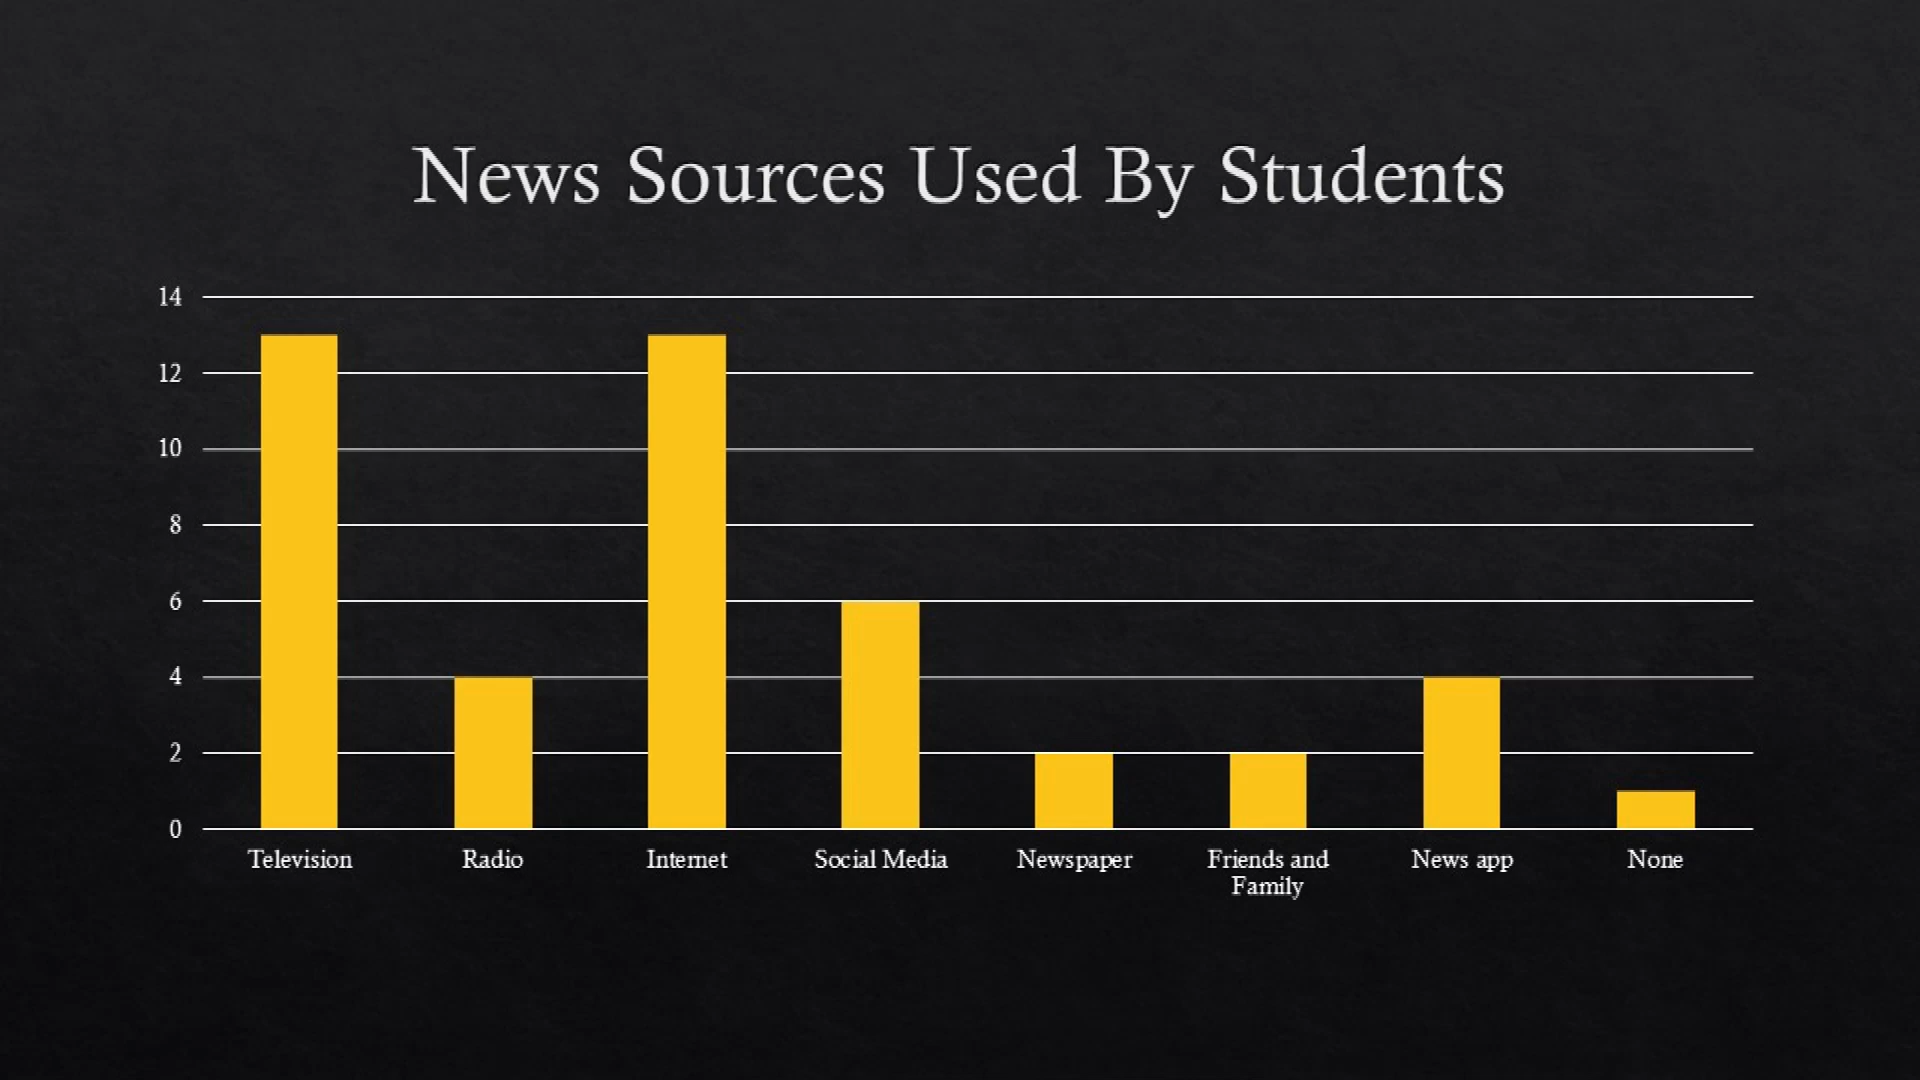 News Sources Used By Students
14
12
10
8
6
4
2
0
Television
Radio
Internet
Social Media
Newspaper
Friends and
Family
News app
None